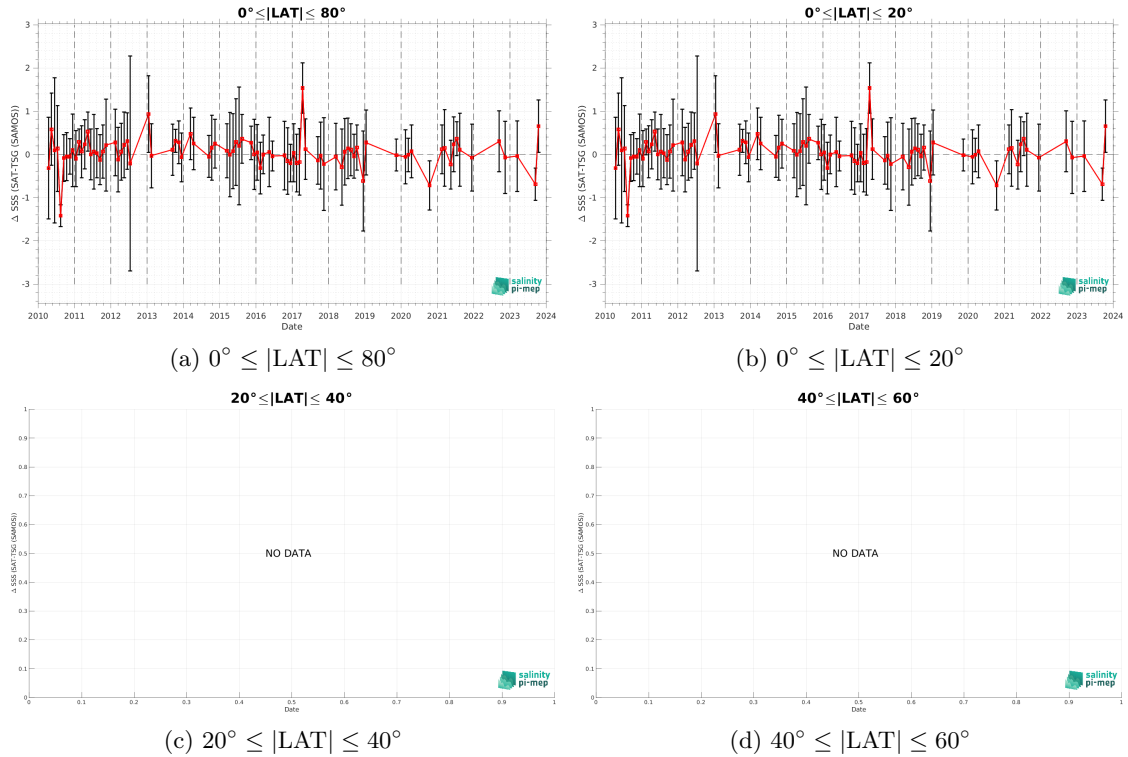 0°≤|LAT|≤ 80°
Δ SSS (SAT-TSG (SAMOS))
3
2
1
0
-1
-2
-3
2010 2011 2012 2013 2014 2015 2016 2017 2018 2019 2020 2021 2022 2023 2024
Date
salinity
pi-mep
(a) 0° ≤ |LAT| ≤ 80°
0°≤|LAT|≤ 20°
Δ SSS (SAT-TSG (SAMOS))
3
2
1
0
-1
-2
-3
2010 2011 2012 2013 2014 2015 2016 2017 2018 2019 2020 2021 2022 2023 2024
Date
salinity
pi-mep
(b) 0° ≤ |LAT| ≤ 20°
20°≤|LAT|≤ 40°
Δ SSS (SAT-TSG (SAMOS))
1
0.9
0.8
0.7
0.6
0.5
0.4
0.3
0.2
0.1
0
NO DATA
0 0.1 0.2 0.3 0.4 0.5 0.6 0.7 0.8 0.9 1
Date
salinity
pi-mep
(c) 20° ≤ |LAT| ≤ 40°
40°≤|LAT|≤ 60°
Δ SSS (SAT-TSG (SAMOS))
1
0.9
0.8
0.7
0.6
0.5
0.4
0.3
0.2
0.1
0
NO DATA
0 0.1 0.2 0.3 0.4 0.5 0.6 0.7 0.8 0.9 1
Date
salinity
pi-mep
(d) 40° ≤ |LAT| ≤ 60°